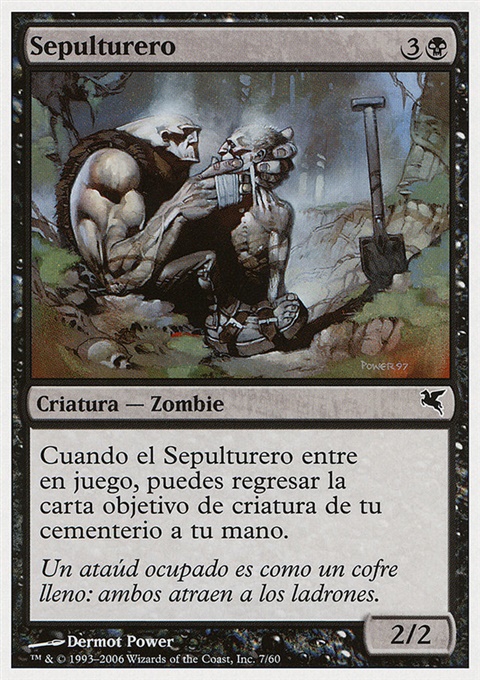 Sepulturero 3
POWER97
Criatura — Zombie
Cuando el Sepulturero entre
en juego, puedes regresar la
carta objetivo de criatura de tu
cementerio a tu mano.
Un ataúd ocupado es como un cofre
lleno: ambos atraen a los ladrones.
Dermot Power
2/2
™ & © 1993–2006 Wizards of the Coast, Inc. 7/60